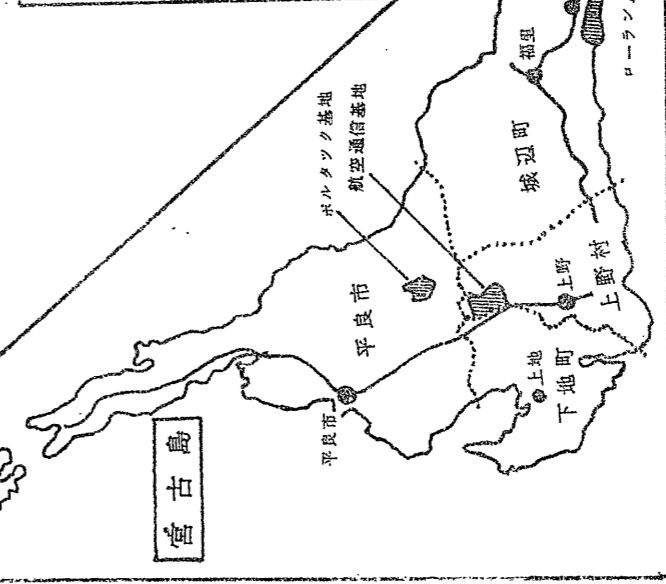 宮古島
平良市
平良市
ボルタック基地
航空通信基地
城辺町
福里
上野
上野村
上地
下地町
ローラン